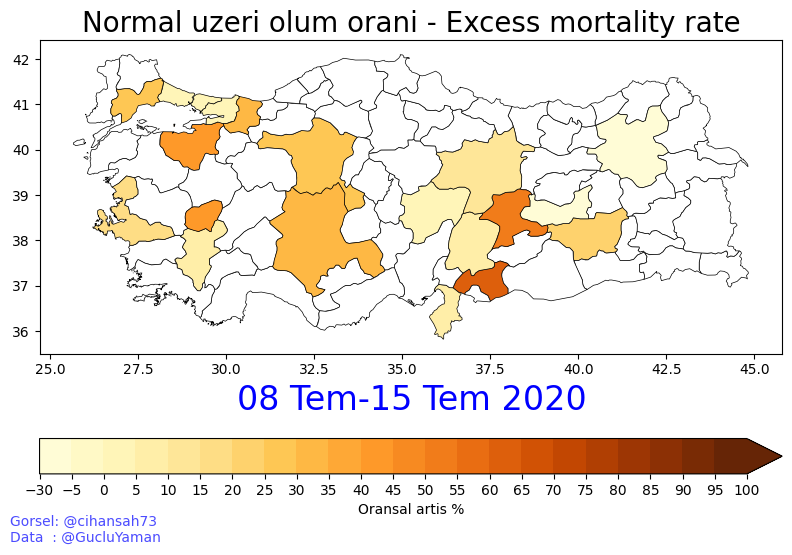 Normal uzeri olum orani - Excess mortality rate
42
41
40
39
38
37
36
25.0 27.5 30.0 32.5 35.0 37.5 40.0 42.5 45.0
08 Tem-15 Tem 2020
−30 −5 0 5 10 15 20 25 30 35 40 45 50 55 60 65 70 75 80 85 90 95 100
Oransal artis %
Gorsel: @cihansah73
Data : @GucluYaman